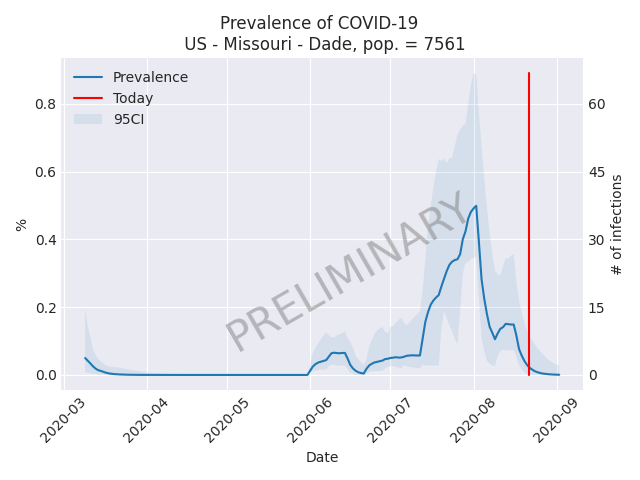 Prevalence of COVID-19
US - Missouri - Dade, pop. = 7561
Prevalence
Today
95CI
PRELIMINARY
0.8
0.6
0.4
0.2
0.0
%
60
45
30
15
0
# of infections
2020-03
2020-04
2020-05
2020-06
2020-07
2020-08
2020-09
Date